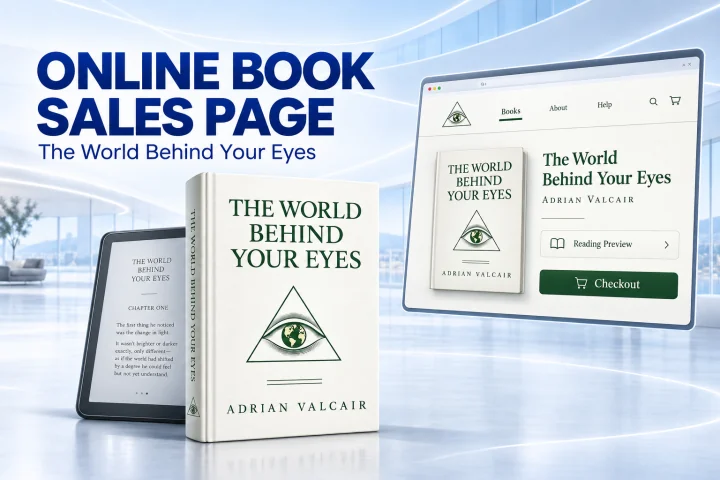 ONLINE BOOK
SALES PAGE
The World Behind Your Eyes
THE WORLD
BEHIND
YOUR EYES
CHAPTER ONE
The first thing he noticed
was the change in light.
It wasn't brighter or darker
exactly, only different—
as if the world had shifted
by a degree he could feel
but not yet understand.
THE WORLD BEHIND YOUR EYES
THE WORLD
BEHIND
YOUR EYES
ADRIAN VALCAIR
Books
About
Help
THE WORLD
BEHIND
YOUR EYES
ADRIAN VALCAIR
The World
Behind Your Eyes
ADRIAN VALCAIR
Reading Preview
Checkout